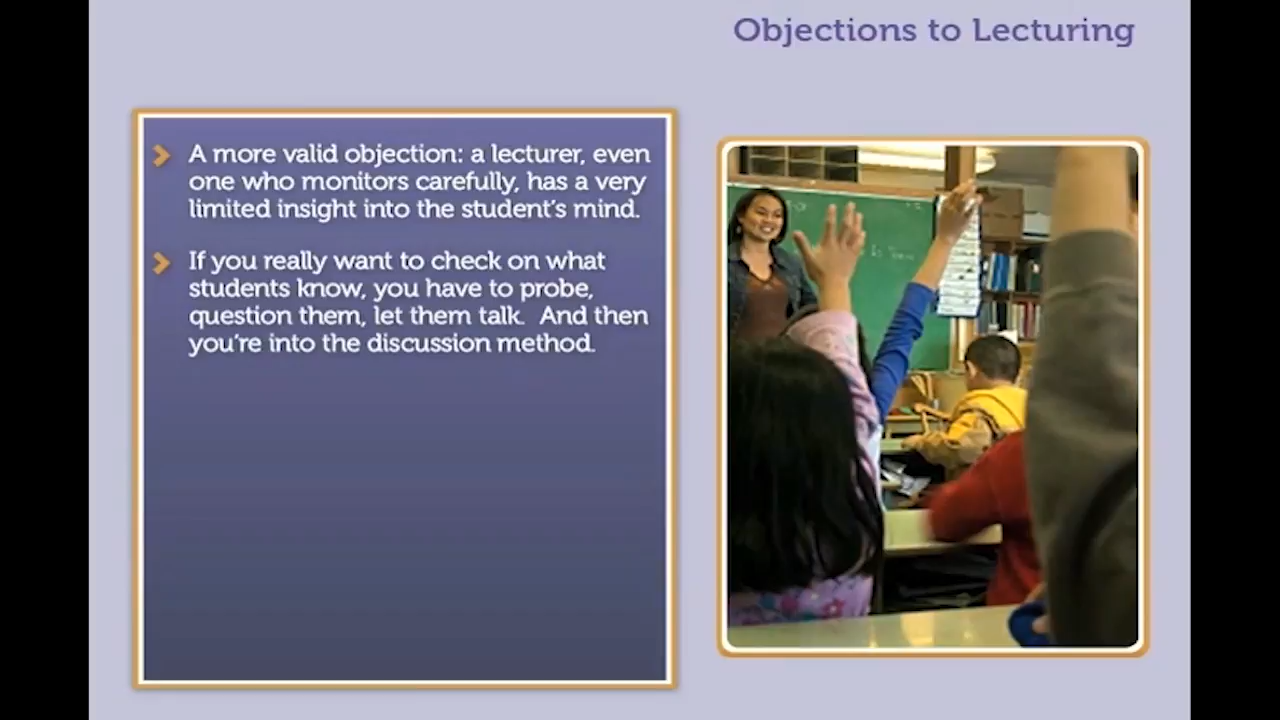 Objections to Lecturing
A more valid objection: a lecturer, even
one who monitors carefully, has a very
limited insight into the student's mind.
If you really want to check on what
students know, you have to probe,
question them, let them talk.  And then
you're into the discussion method.